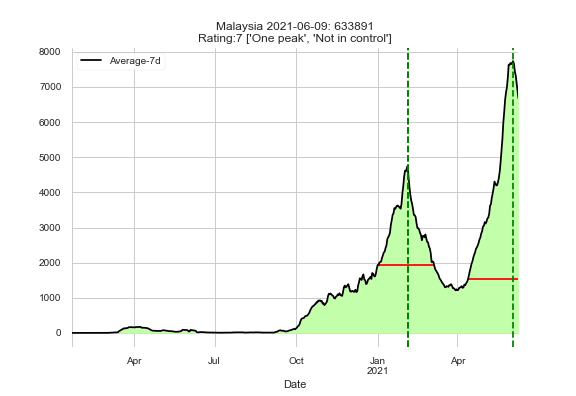 Malaysia 2021-06-09: 633891
Rating:7 ['One peak', 'Not in control']
Average-7d
8000
7000
6000
5000
4000
3000
2000
1000
0
Apr Jul Oct Jan Apr
2021
Date